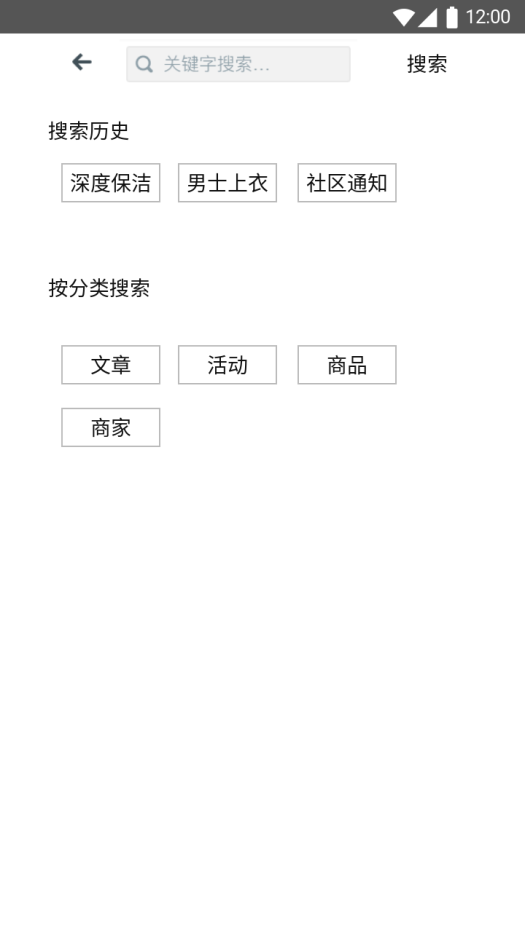 12:00
关键字搜索... 搜索
搜索历史
深度保洁 男士上衣 社区通知
按分类搜索
文章 活动 商品
商家